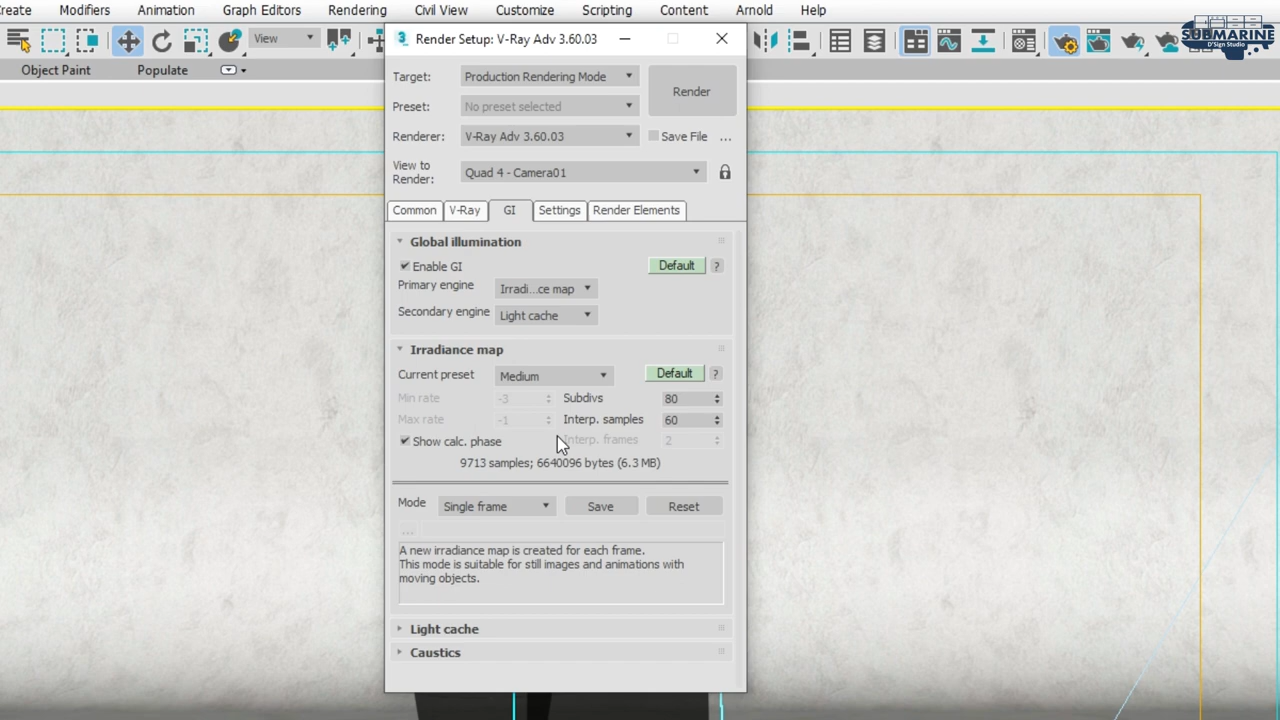 reate Modifiers Animation Graph Editors Rendering Civil View Customize Scripting Content Arnold Help
View
SUBMARINE
D'Sign Studio
Object Paint Populate
3 Render Setup: V-Ray Adv 3.60.03
Target: Production Rendering Mode
Render
Preset: No preset selected
Renderer: V-Ray Adv 3.60.03 Save File ...
View to
Render: Quad 4 - Camera01
Common V-Ray GI Settings Render Elements
Global illumination
Enable GI Default ?
Primary engine Irradi...ce map
Secondary engine Light cache
Irradiance map
Current preset Medium Default ?
Min rate -3 Subdivs 80
Max rate -1 Interp. samples 60
Show calc. phase Interp. frames 2
9713 samples; 6640096 bytes (6.3 MB)
Mode Single frame Save Reset
...
A new irradiance map is created for each frame.
This mode is suitable for still images and animations with
moving objects.
Light cache
Caustics